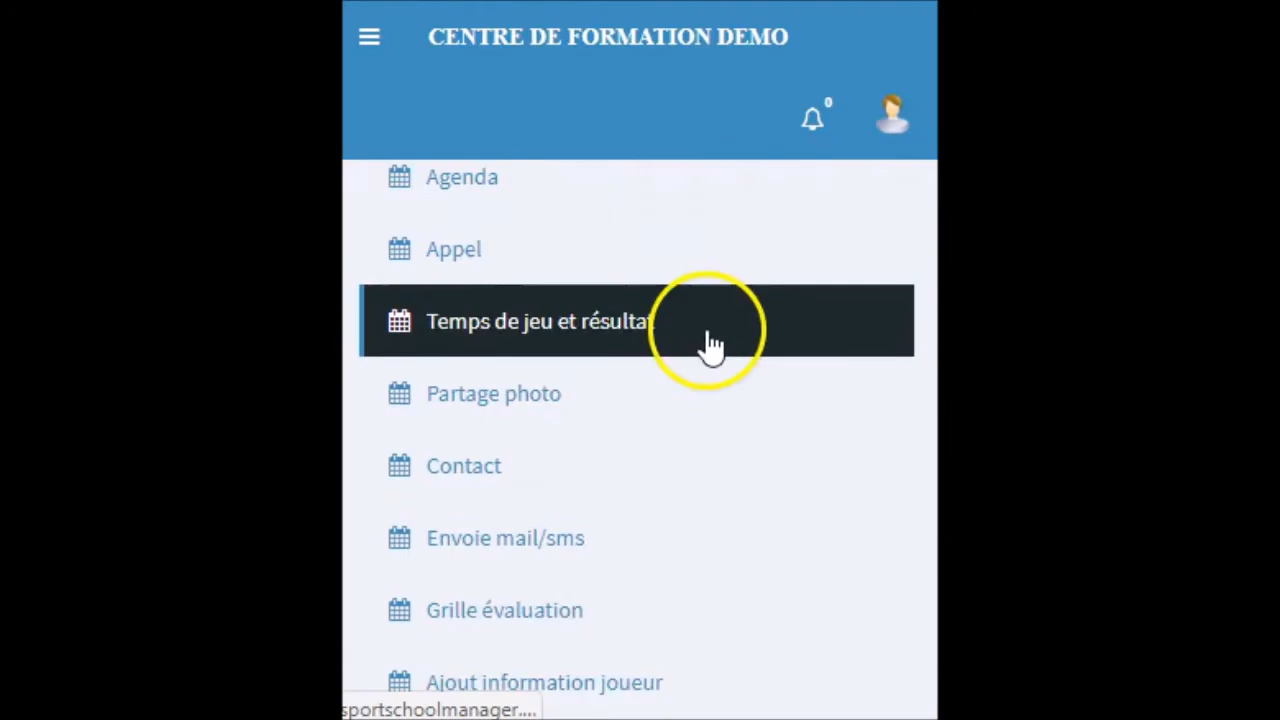 CENTRE DE FORMATION DEMO
0
Agenda
Appel
Temps de jeu et résultat
Partage photo
Contact
Envoie mail/sms
Grille évaluation
Ajout information joueur
sportschoolmanager....